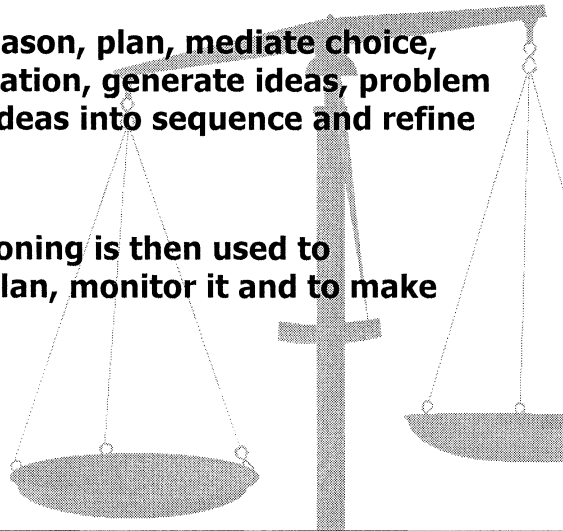 ason, plan, mediate choice,
ation, generate ideas, problem
deas into sequence and refine
oning is then used to
lan, monitor it and to make